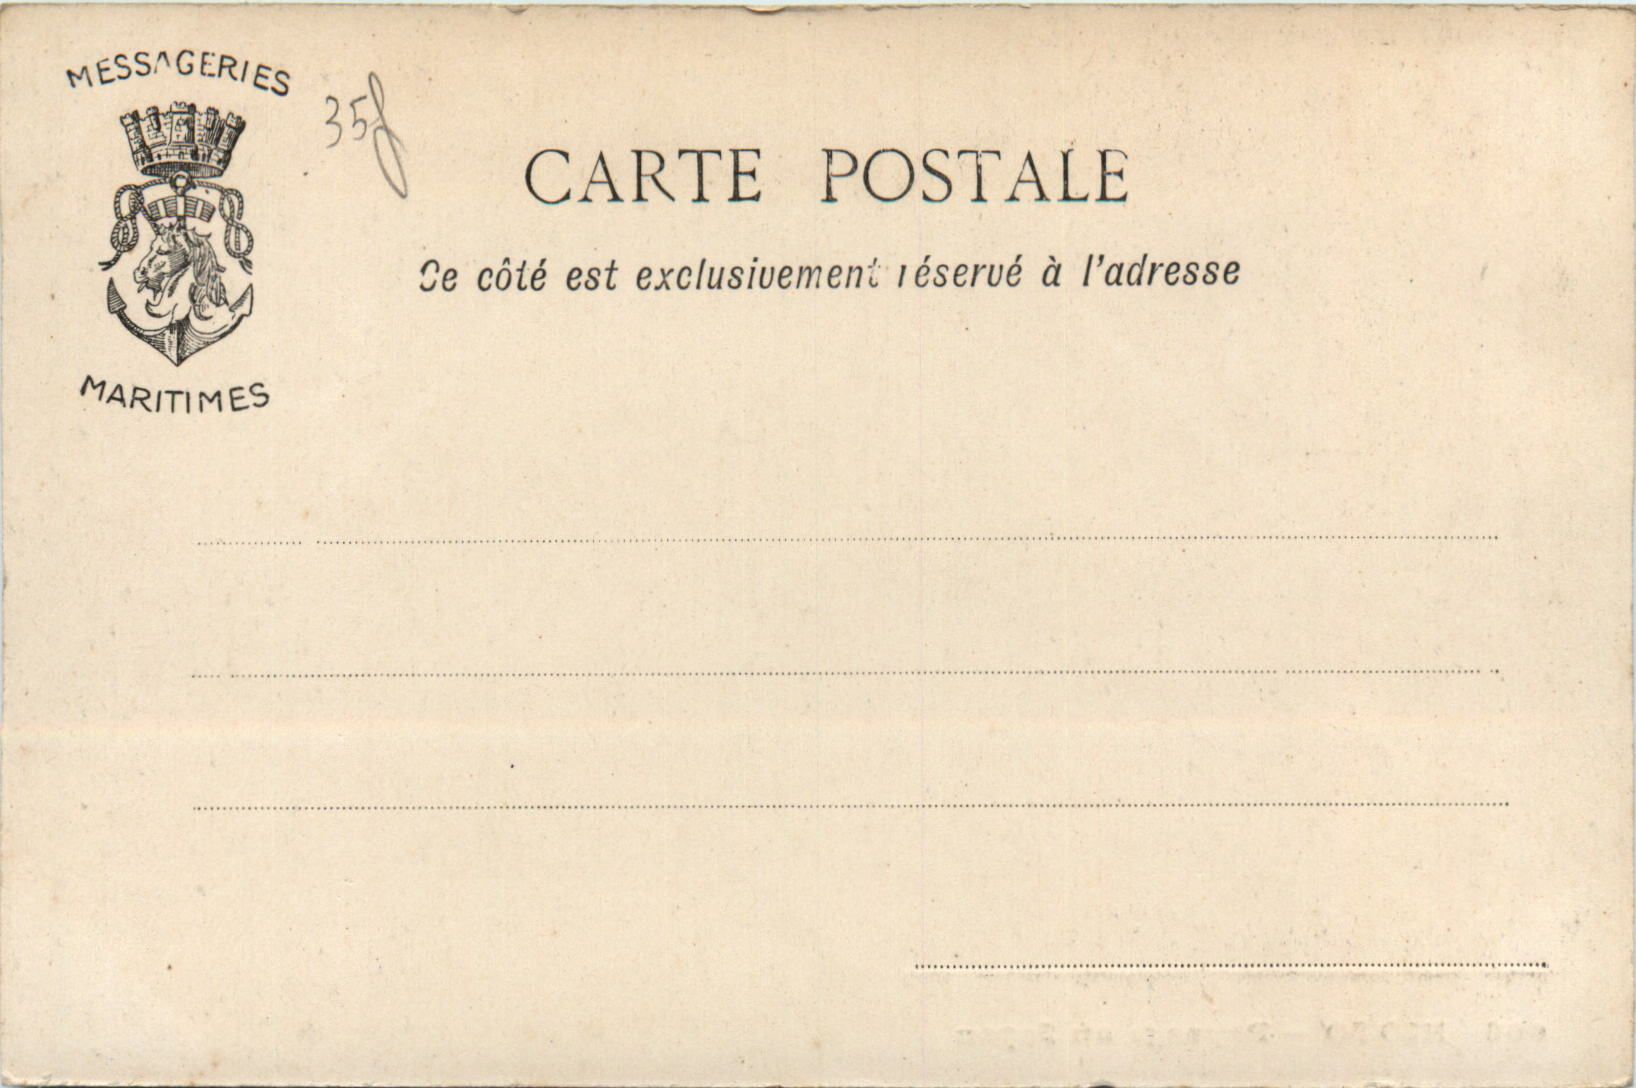 MESSAGERIES
MARITIMES
35f
CARTE POSTALE
Ce côté est exclusivement réservé à l'adresse